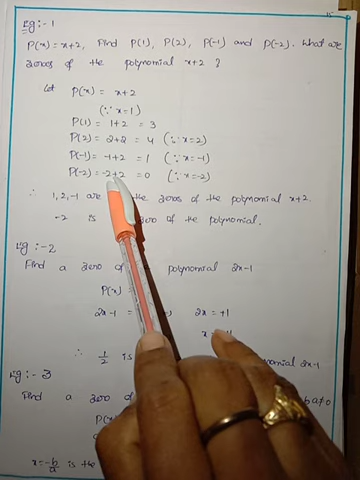 Eg:- 1
P(x) = x+2, Find P(1), P(2), P(-1) and P(-2). What are
zeroes of the polynomial x+2 ?
Let P(x) = x+2
(∵ x=1)
P(1) = 1+2 = 3
P(2) = 2+2 = 4 (∵ x=2)
P(-1) = -1+2 = 1 (∵ x=-1)
P(-2) = -2+2 = 0 (∵ x=-2)
∴ 1, 2, -1 are the zeros of the polynomial x+2.
-2 is zero of the polynomial.
Eg:- 2
Find a zero of polynomial 2x-1
P(x) =
2x-1 = 2x = +1
x
∴ 1/2 is polynomial 2x-1
Eg:- 3
Find a zero of a≠0
P(x)
x = -b/a is the